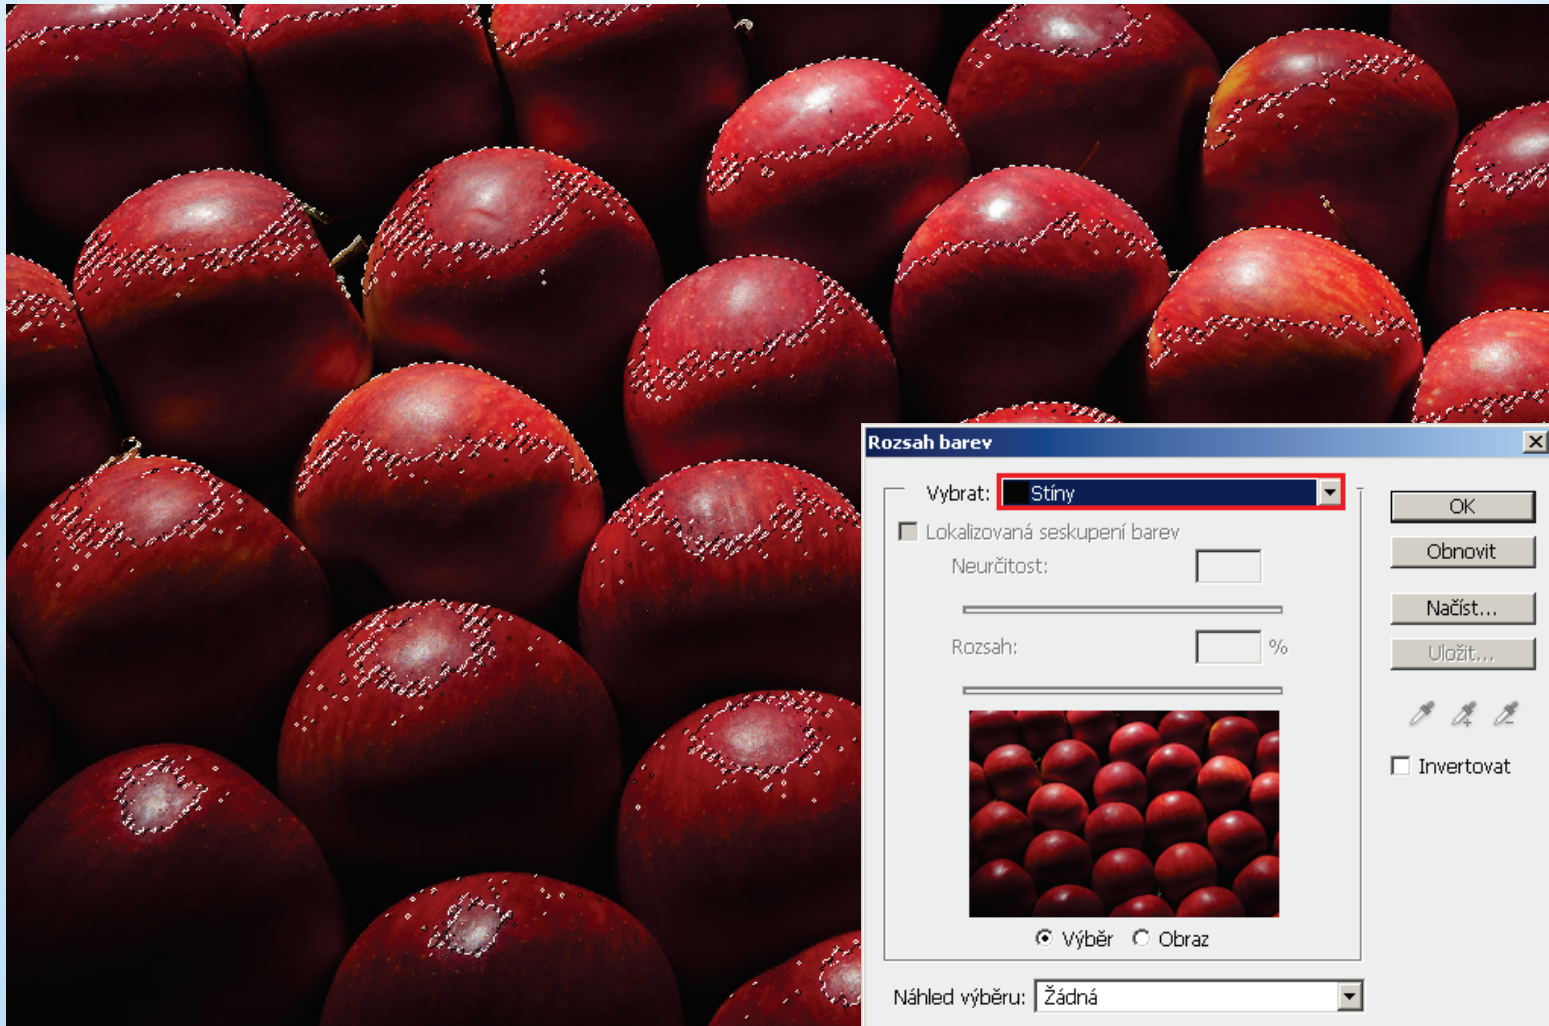 Rozsah barev
Vybrat: Stíny
Lokalizovaná seskupení barev
Neurčitost:
Rozsah: %
Výběr Obraz
Náhled výběru: Žádná
OK
Obnovit
Načíst...
Uložit...
Invertovat